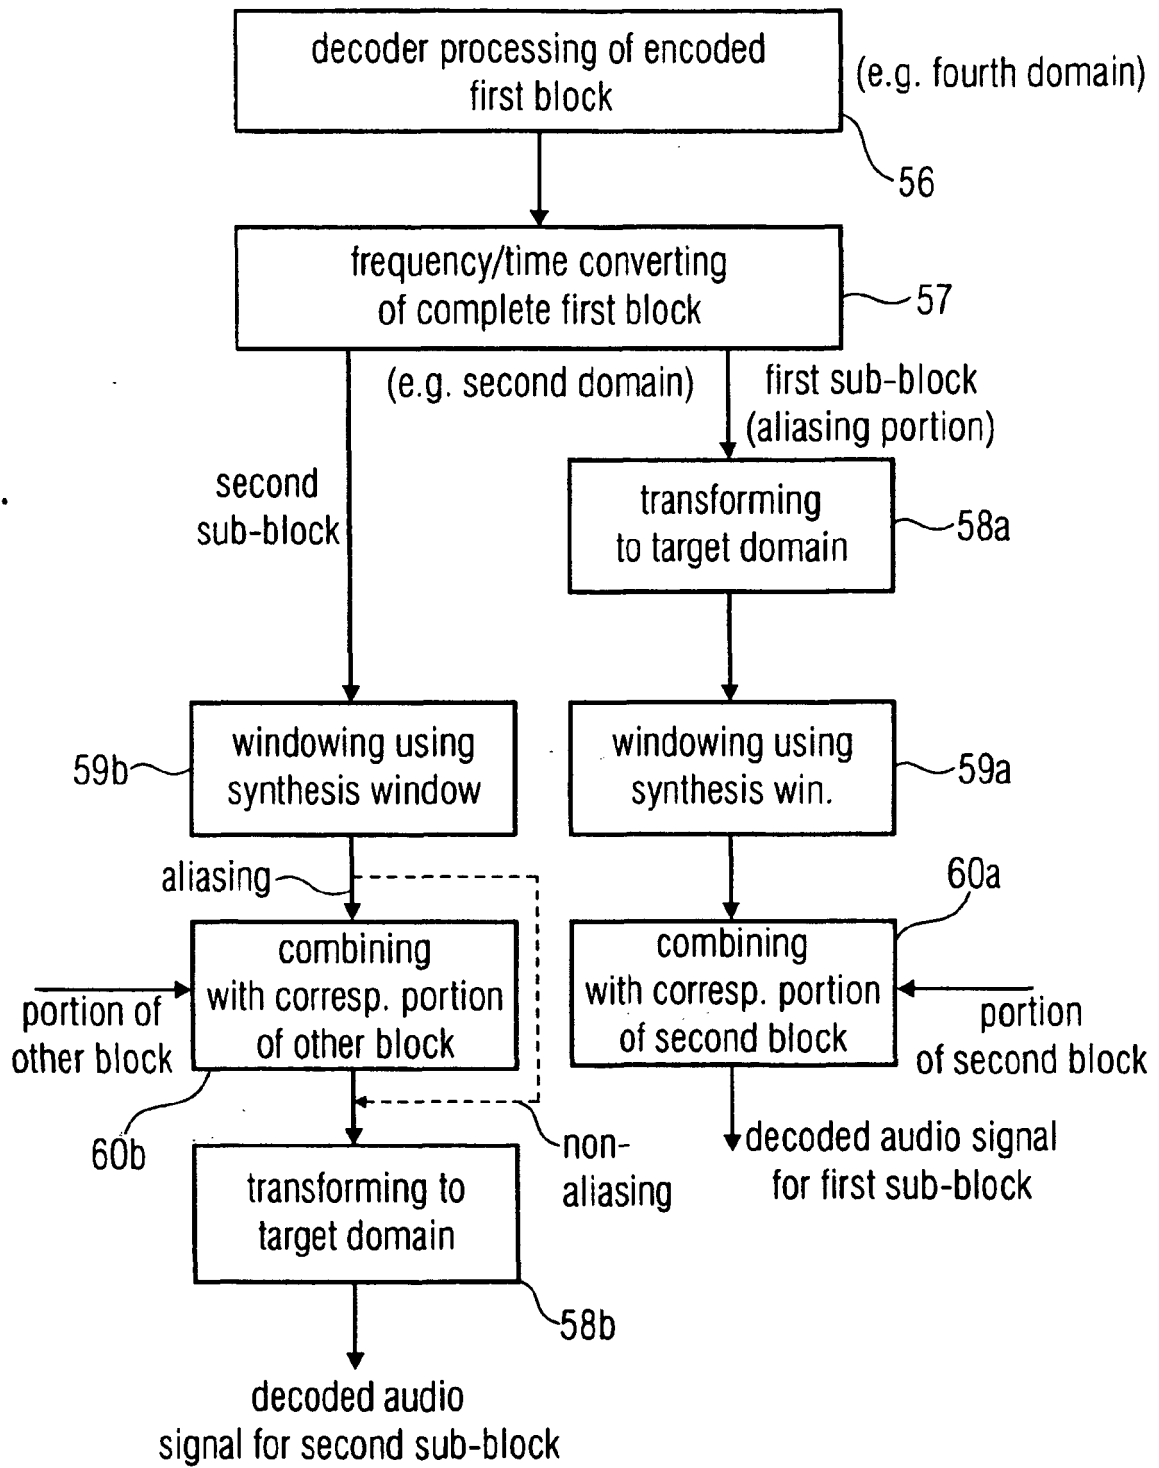 decoder processing of encoded
first block
(e.g. fourth domain)
56
frequency/time converting
of complete first block
57
(e.g. second domain)
first sub-block
(aliasing portion)
second
sub-block
transforming
to target domain
58a
windowing using
synthesis window
59b
windowing using
synthesis win.
59a
aliasing
60a
combining
with corresp. portion
of other block
portion of
other block
combining
with corresp. portion
of second block
portion
of second block
60b
non-
aliasing
decoded audio signal
for first sub-block
transforming to
target domain
58b
decoded audio
signal for second sub-block